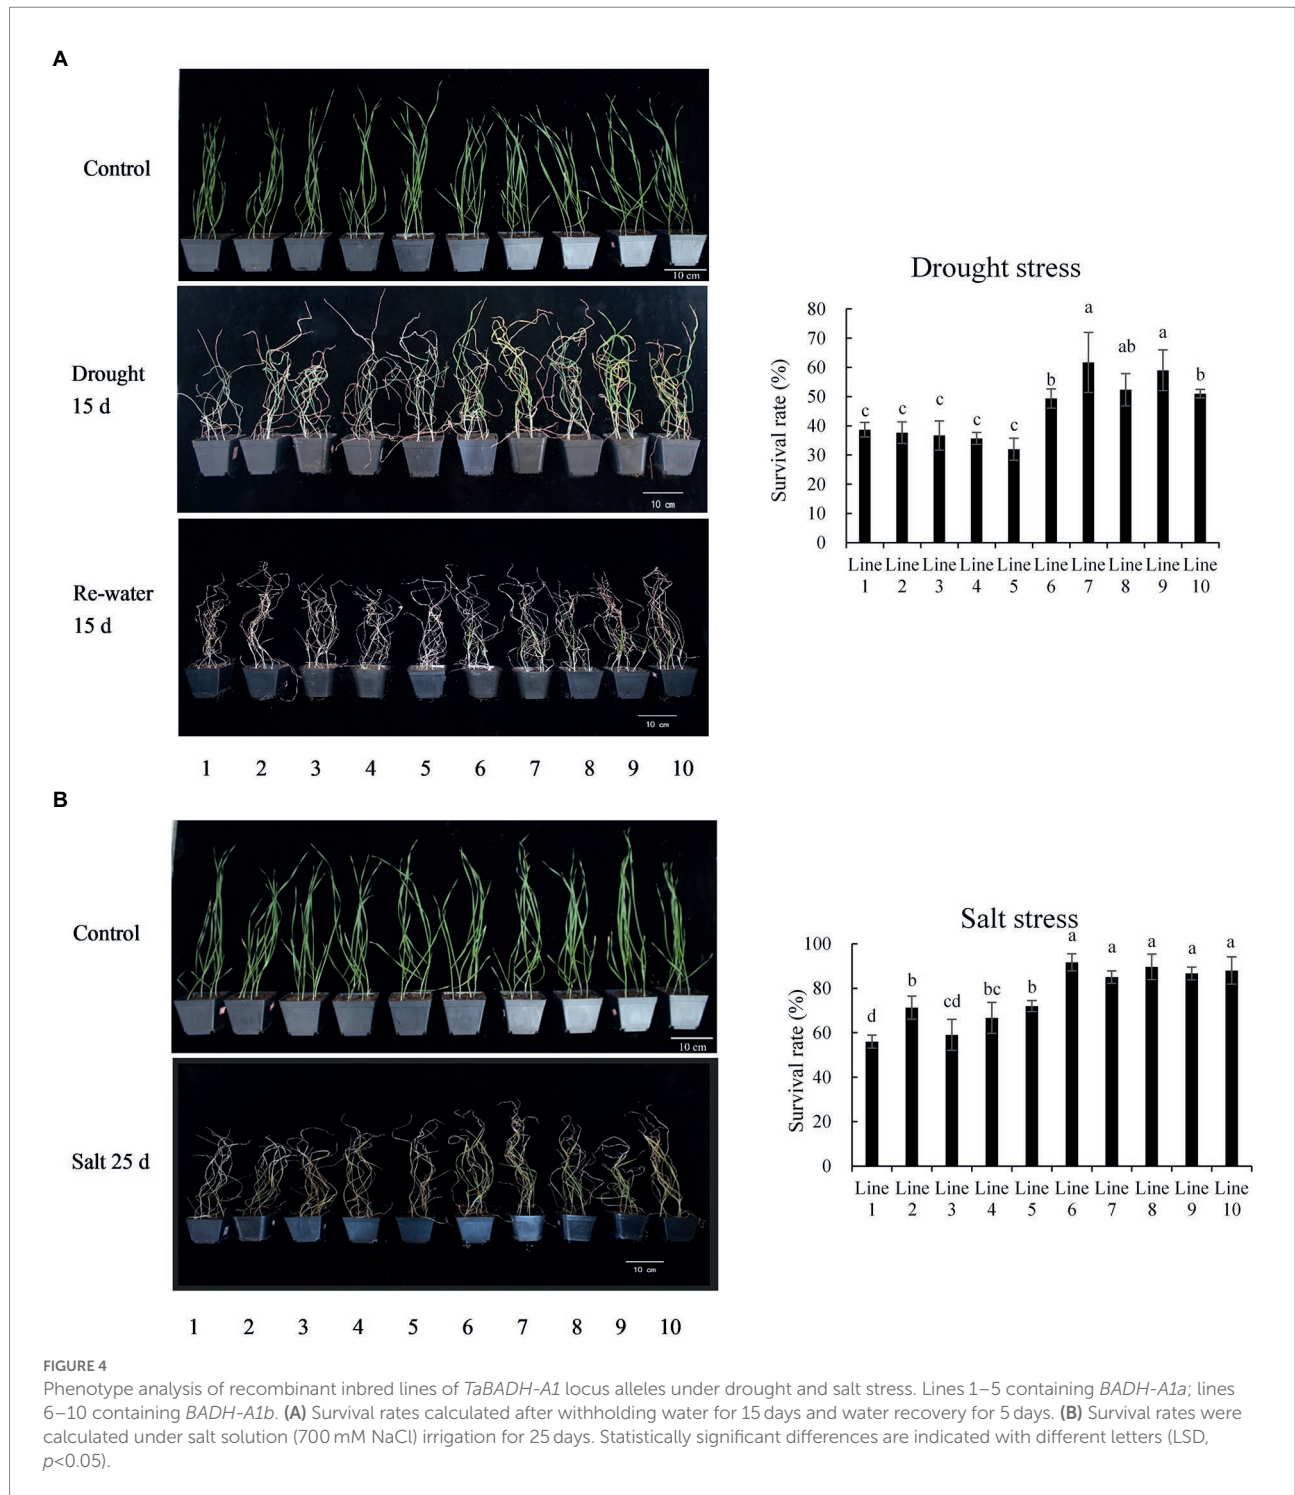 A
Control
10 cm
Drought
15 d
10 cm
Re-water
15 d
10 cm
1 2 3 4 5 6 7 8 9 10
Drought stress
Survival rate (%)
80
70
60
50
40
30
20
10
0
c c c c c b a ab a b
Line Line Line Line Line Line Line Line Line Line
1 2 3 4 5 6 7 8 9 10
B
Control
10 cm
Salt 25 d
10 cm
1 2 3 4 5 6 7 8 9 10
Salt stress
Survival rate (%)
100
80
60
40
20
0
d b cd bc b a a a a a
Line Line Line Line Line Line Line Line Line Line
1 2 3 4 5 6 7 8 9 10
FIGURE 4
Phenotype analysis of recombinant inbred lines of TaBADH-A1 locus alleles under drought and salt stress. Lines 1–5 containing BADH-A1a; lines
6–10 containing BADH-A1b. (A) Survival rates calculated after withholding water for 15 days and water recovery for 5 days. (B) Survival rates were
calculated under salt solution (700 mM NaCl) irrigation for 25 days. Statistically significant differences are indicated with different letters (LSD,
p<0.05).